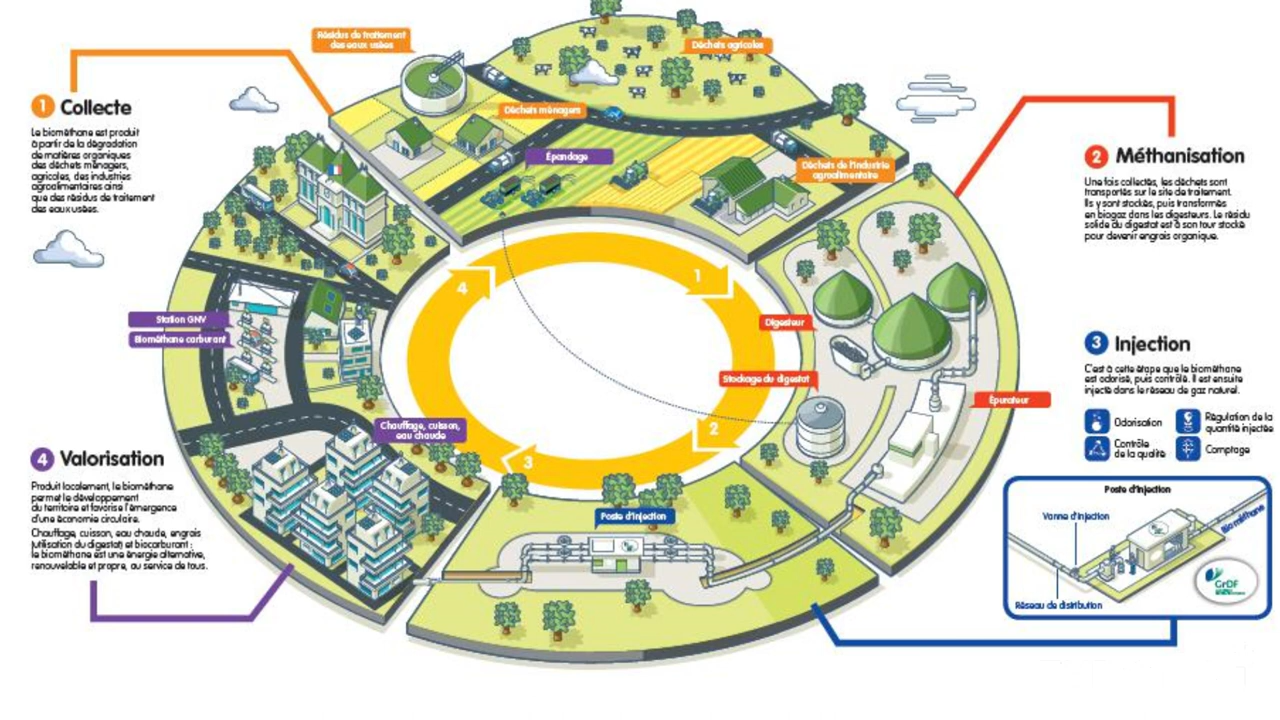 Résidus de traitement
des eaux usées
Déchets agricoles
Déchets ménagers
Épandage
Déchets de l'industrie
agroalimentaire
1 Collecte
Le biométhane est produit
à partir de la dégradation
de matières organiques
des déchets ménagers,
agricoles, des industries
agroalimentaires ainsi
que des résidus de traitement
des eaux usées.
2 Méthanisation
Une fois collectés, les déchets sont
transportés sur le site de traitement.
Ils y sont stockés, puis transformés
en biogaz dans les digesteurs. Le résidu
solide du digestat est à son tour stocké
pour devenir engrais organique.
1
4
2
3
Station GNV
Biométhane carburant
Digesteur
Stockage du digestat
Épurateur
3 Injection
C'est à cette étape que le biométhane
est odorisé, puis contrôlé. Il est ensuite
injecté dans le réseau de gaz naturel.
Odorisation
Régulation de la
quantité injectée
Contrôle
de la qualité
Comptage
Chauffage, cuisson,
eau chaude
4 Valorisation
Produit localement, le biométhane
permet le développement
du territoire et favorise l'émergence
d'une économie circulaire.
Chauffage, cuisson, eau chaude, engrais
(utilisation du digestat) et biocarburant :
le biométhane est une énergie alternative,
renouvelable et propre, au service de tous.
Poste d'injection
Poste d'injection
Vanne d'injection
Biométhane
Réseau de distribution
GrDF